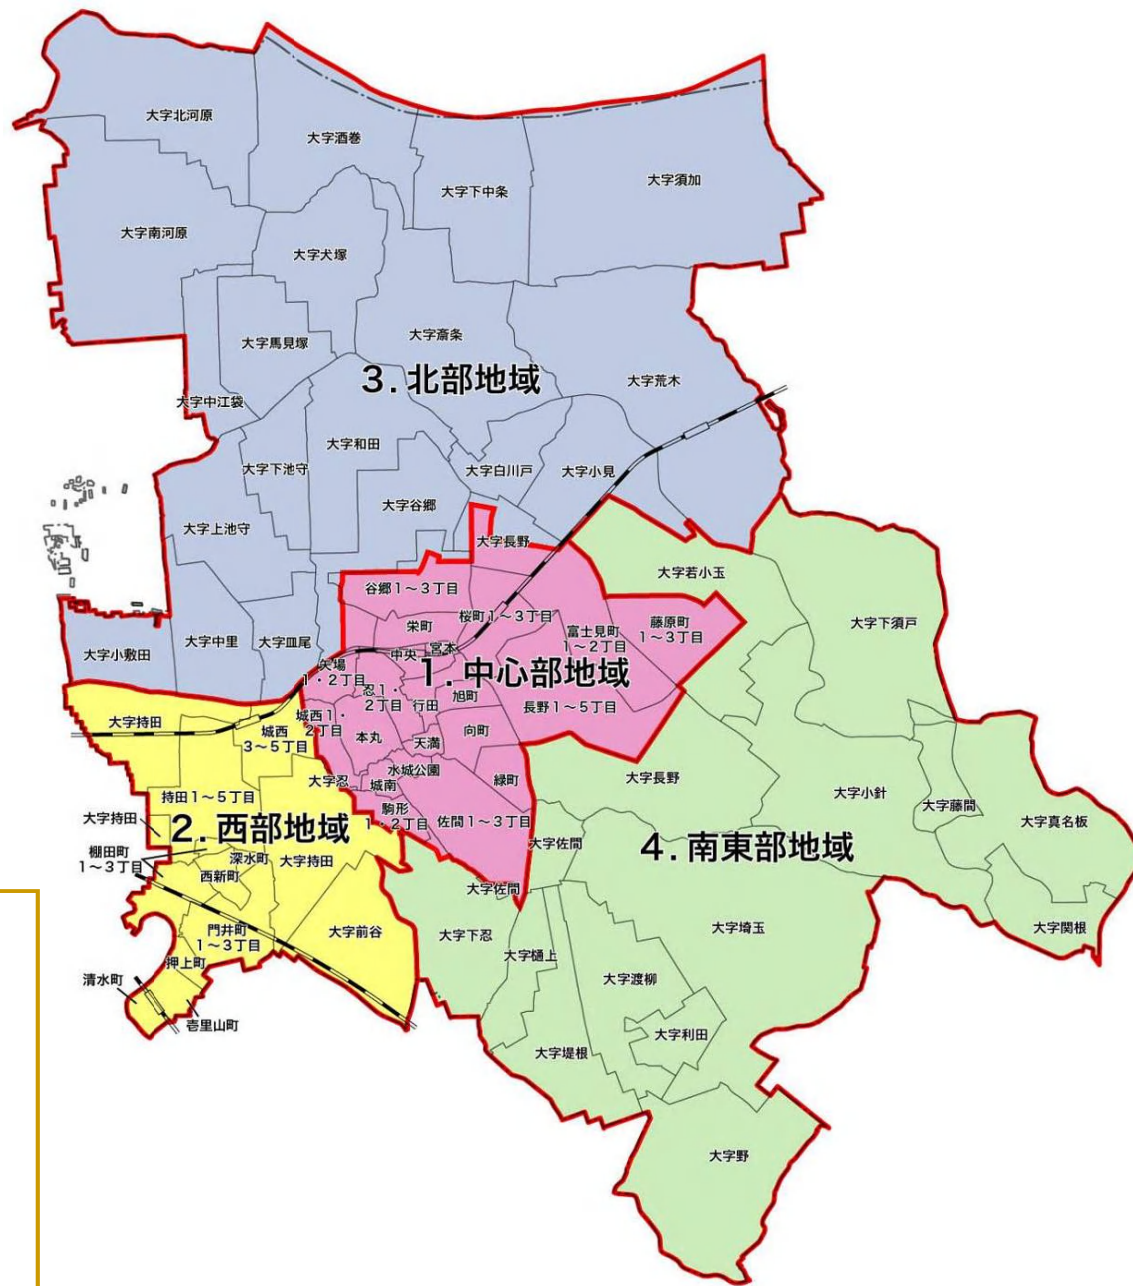 大字北河原
大字酒巻
大字下中条
大字須加
大字南河原
大字犬塚
大字馬見塚
大字斎条
3．北部地域
大字荒木
大字中江袋
大字和田
大字下池守
大字白川戸
大字小見
大字谷郷
大字上池守
大字長野
大字若小玉
谷郷1～3丁目
桜町1～3丁目
栄町
藤原町
1～3丁目
富士見町
1～2丁目
大字下須戸
大字中里
大字皿尾
大字小敷田
矢場
1・2丁目
中央
宮本
1．中心部地域
忍1・
2丁目
行田
旭町
長野1～5丁目
大字持田
城西
3～5丁目
城西1・
2丁目
本丸
天満
向町
水城公園
緑町
城南
大字忍
駒形
1・2丁目
佐間1～3丁目
大字長野
大字小針
大字藤間
大字真名板
持田1～5丁目
大字持田
2．西部地域
棚田町
1～3丁目
深水町
大字持田
西新町
大字佐間
4．南東部地域
大字佐間
門井町
1～3丁目
大字前谷
大字下忍
大字樋上
大字埼玉
大字関根
押上町
清水町
壱里山町
大字渡柳
大字利田
大字堤根
大字野